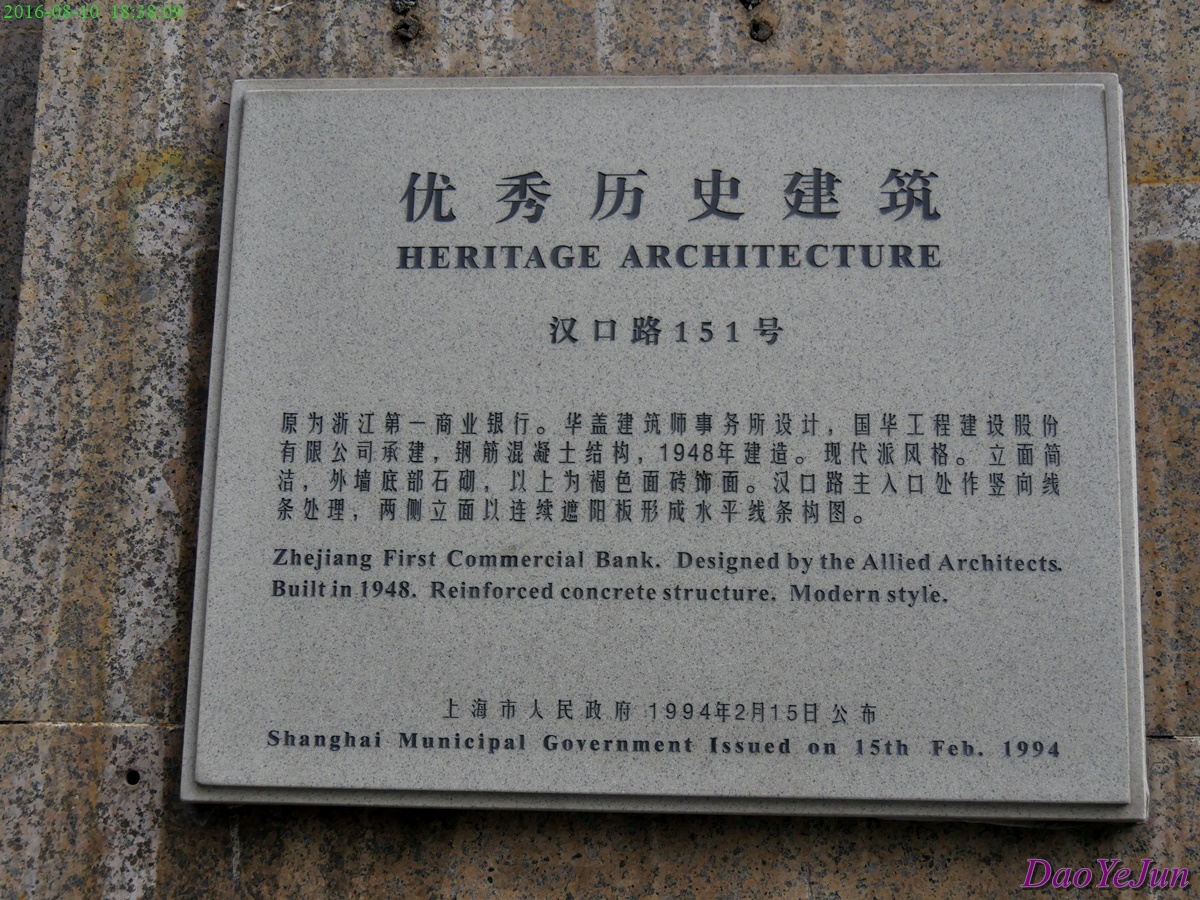 2016-08-10 18:38:09
优秀历史建筑
HERITAGE ARCHITECTURE
汉口路151号
原为浙江第一商业银行。华盖建筑师事务所设计，国华工程建设股份
有限公司承建，钢筋混凝土结构，1948年建造。现代派风格。立面简
洁，外墙底部石砌，以上为褐色面砖饰面。汉口路主入口处作竖向线
条处理，两侧立面以连续遮阳板形成水平线条构图。
Zhejiang First Commercial Bank. Designed by the Allied Architects.
Built in 1948. Reinforced concrete structure. Modern style.
上海市人民政府 1994年2月15日公布
Shanghai Municipal Government Issued on 15th Feb. 1994
DaoYeJun